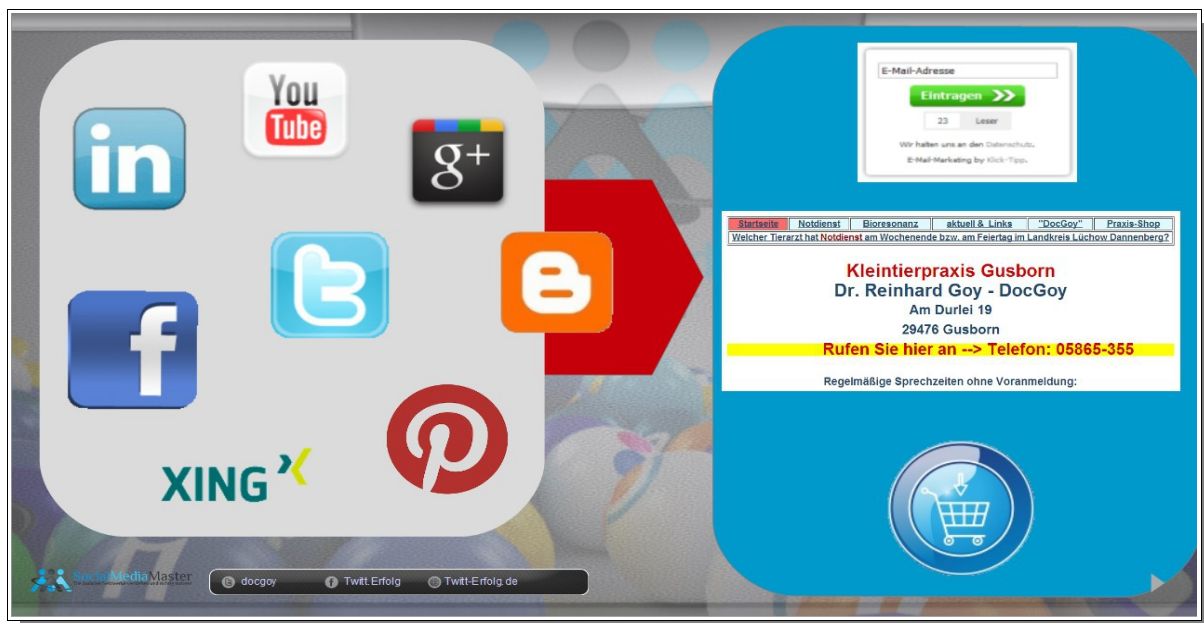 You
Tube
in
g+
XING
SocialMediaMaster
docgoy
Twitt.Erfolg
Twitt-Erfolg.de
E-Mail-Adresse
Eintragen
23 Leser
Wir halten uns an den Datenschutz.
E-Mail-Marketing by Klick-Tipp.
Startseite Notdienst Bioresonanz aktuell & Links "DocGoy" Praxis-Shop
Welcher Tierarzt hat Notdienst am Wochenende bzw. am Feiertag im Landkreis Lüchow Dannenberg?
Kleintierpraxis Gusborn
Dr. Reinhard Goy - DocGoy
Am Durlei 19
29476 Gusborn
Rufen Sie hier an --> Telefon: 05865-355
Regelmäßige Sprechzeiten ohne Voranmeldung: